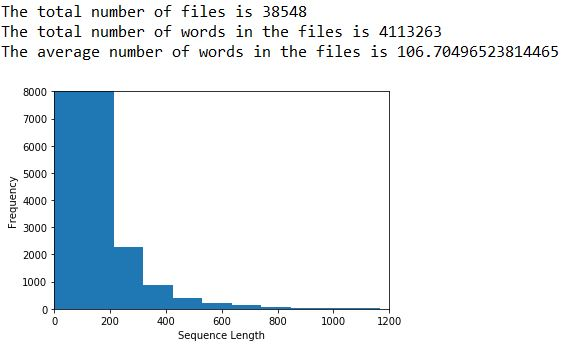 The total number of files is 38548
The total number of words in the files is 4113263
The average number of words in the files is 106.70496523814465
8000
7000
6000
5000
4000
3000
2000
1000
0
Frequency
0 200 400 600 800 1000 1200
Sequence Length